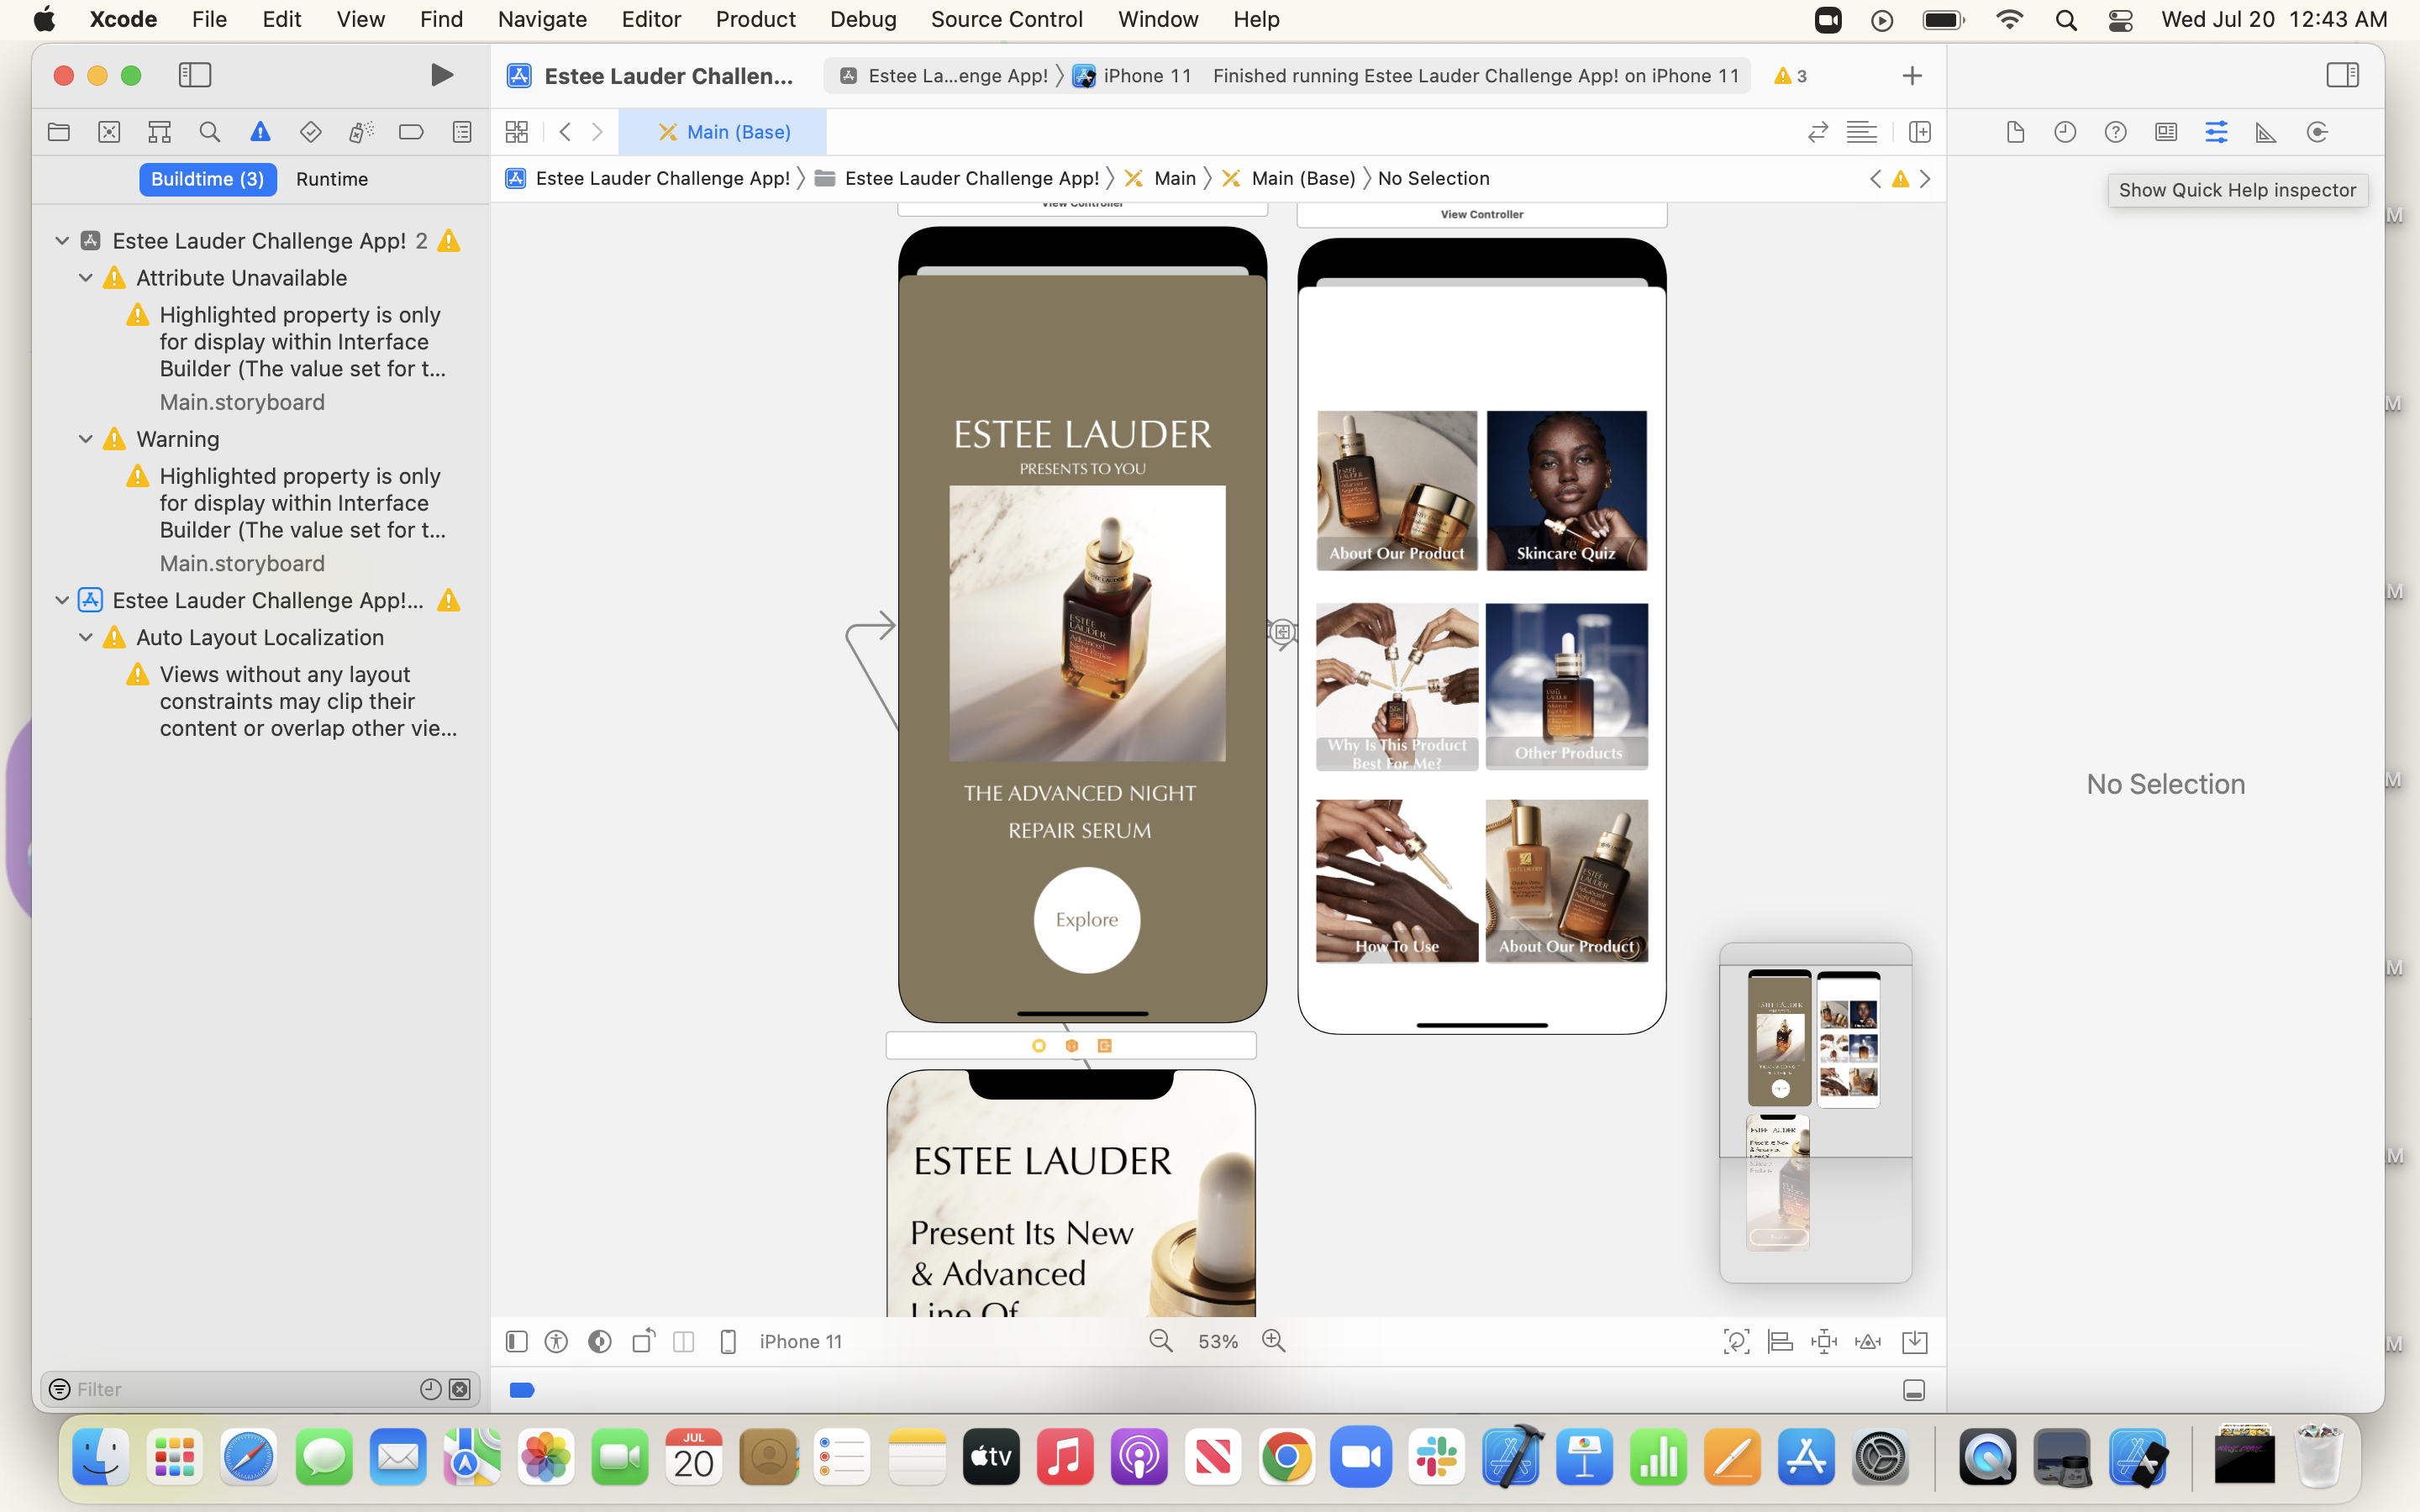 Xcode File Edit View Find Navigate Editor Product Debug Source Control Window Help Wed Jul 20 12:43 AM
Estee Lauder Challen... Estee La...enge App! iPhone 11 Finished running Estee Lauder Challenge App! on iPhone 11 3
Main (Base)
Buildtime (3) Runtime
Estee Lauder Challenge App! Estee Lauder Challenge App! Main Main (Base) No Selection
Show Quick Help inspector
Estee Lauder Challenge App! 2
Attribute Unavailable
Highlighted property is only
for display within Interface
Builder (The value set for t...
Main.storyboard
Warning
Highlighted property is only
for display within Interface
Builder (The value set for t...
Main.storyboard
Estee Lauder Challenge App!...
Auto Layout Localization
Views without any layout
constraints may clip their
content or overlap other vie...
Filter
View Controller
ESTEE LAUDER
PRESENTS TO YOU
ESTEE
LAUDER
Advanced
Night Repair
THE ADVANCED NIGHT
REPAIR SERUM
Explore
View Controller
About Our Product
Skincare Quiz
Why Is This Product
Best For Me?
Other Products
How To Use
About Our Product
ESTEE LAUDER
Present Its New
& Advanced
Line Of
No Selection
M
M
M
M
M
M
M
iPhone 11
53%
JUL
20
tv